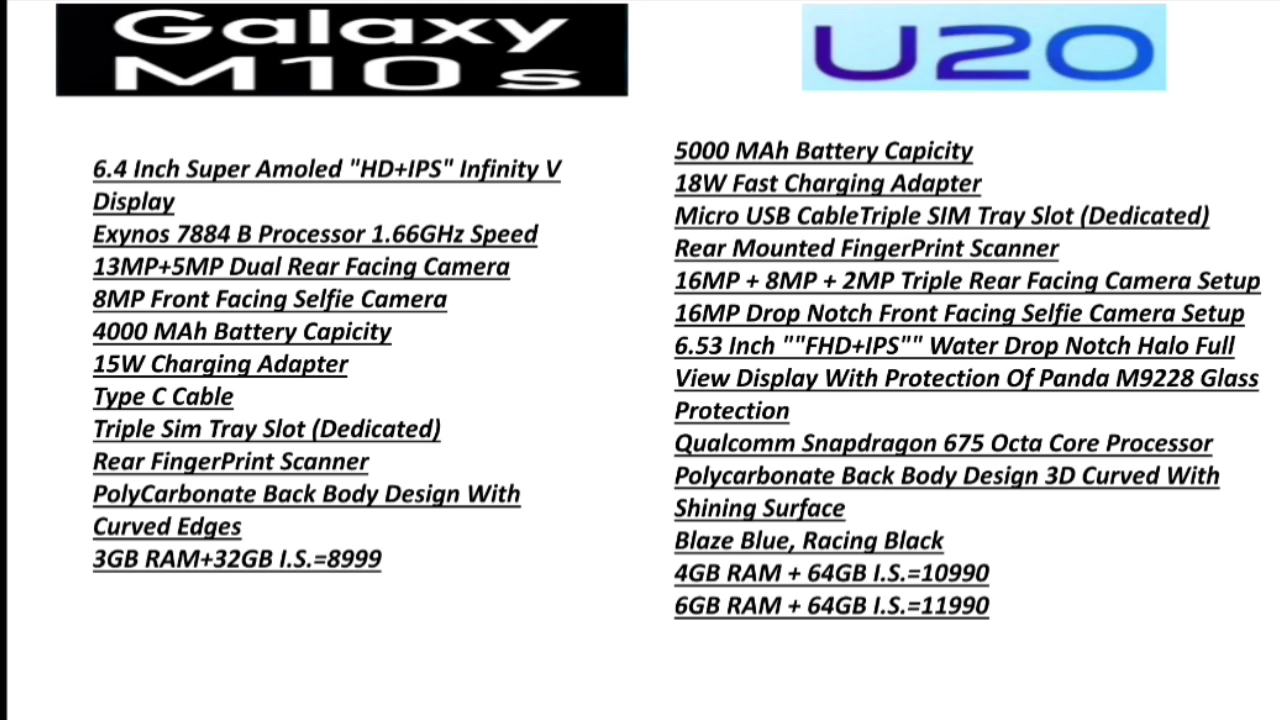 Galaxy
M10s
6.4 Inch Super Amoled "HD+IPS" Infinity V
Display
Exynos 7884 B Processor 1.66GHz Speed
13MP+5MP Dual Rear Facing Camera
8MP Front Facing Selfie Camera
4000 MAh Battery Capicity
15W Charging Adapter
Type C Cable
Triple Sim Tray Slot (Dedicated)
Rear FingerPrint Scanner
PolyCarbonate Back Body Design With
Curved Edges
3GB RAM+32GB I.S.=8999
U20
5000 MAh Battery Capicity
18W Fast Charging Adapter
Micro USB CableTriple SIM Tray Slot (Dedicated)
Rear Mounted FingerPrint Scanner
16MP + 8MP + 2MP Triple Rear Facing Camera Setup
16MP Drop Notch Front Facing Selfie Camera Setup
6.53 Inch ""FHD+IPS"" Water Drop Notch Halo Full
View Display With Protection Of Panda M9228 Glass
Protection
Qualcomm Snapdragon 675 Octa Core Processor
Polycarbonate Back Body Design 3D Curved With
Shining Surface
Blaze Blue, Racing Black
4GB RAM + 64GB I.S.=10990
6GB RAM + 64GB I.S.=11990